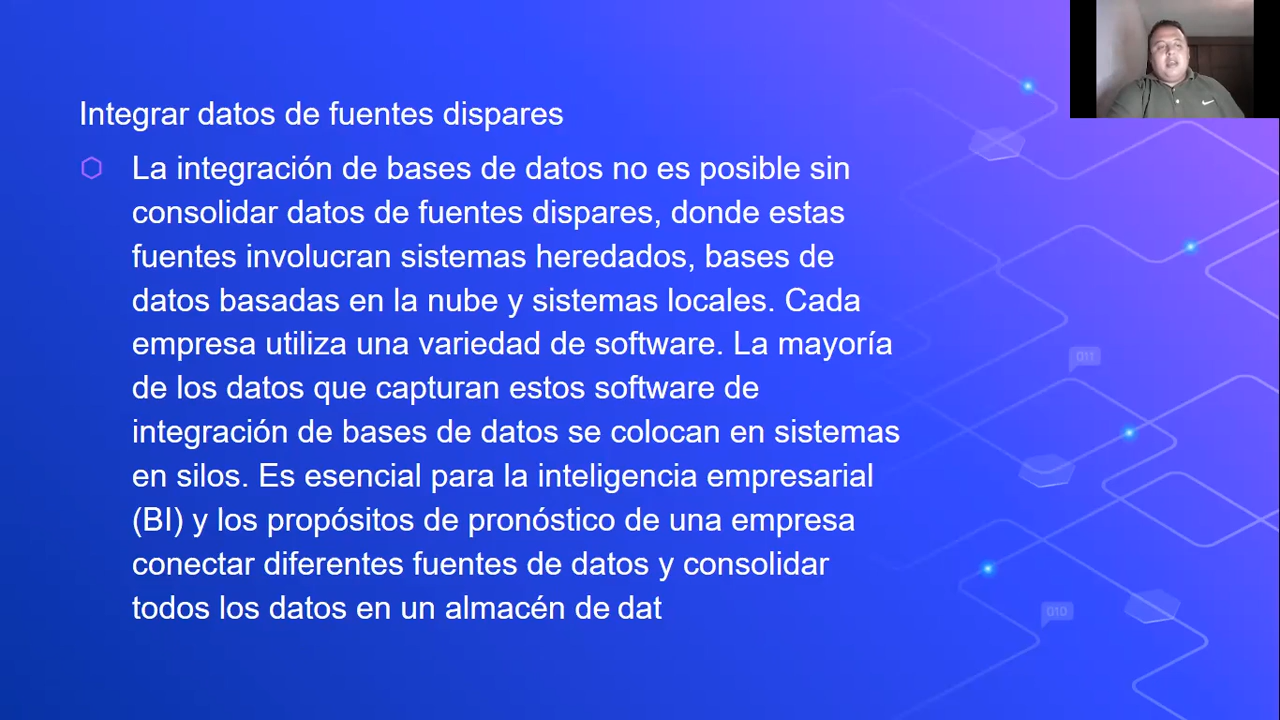 Integrar datos de fuentes dispares
La integración de bases de datos no es posible sin
consolidar datos de fuentes dispares, donde estas
fuentes involucran sistemas heredados, bases de
datos basadas en la nube y sistemas locales. Cada
empresa utiliza una variedad de software. La mayoría
de los datos que capturan estos software de
integración de bases de datos se colocan en sistemas
en silos. Es esencial para la inteligencia empresarial
(BI) y los propósitos de pronóstico de una empresa
conectar diferentes fuentes de datos y consolidar
todos los datos en un almacén de dat
011
010